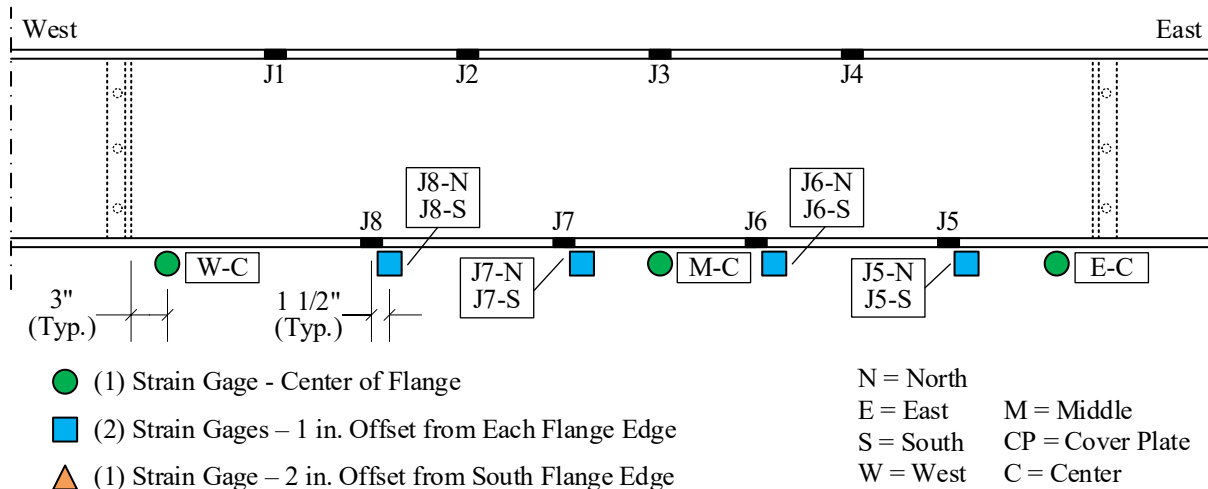 West
East
J1
J2
J3
J4
J8-N
J8-S
J6-N
J6-S
J8
J7
J6
J5
W-C
J7-N
J7-S
M-C
J5-N
J5-S
E-C
3"
(Typ.)
1 1/2"
(Typ.)
(1) Strain Gage - Center of Flange
(2) Strain Gages – 1 in. Offset from Each Flange Edge
(1) Strain Gage – 2 in. Offset from South Flange Edge
N = North
E = East
M = Middle
S = South
CP = Cover Plate
W = West
C = Center